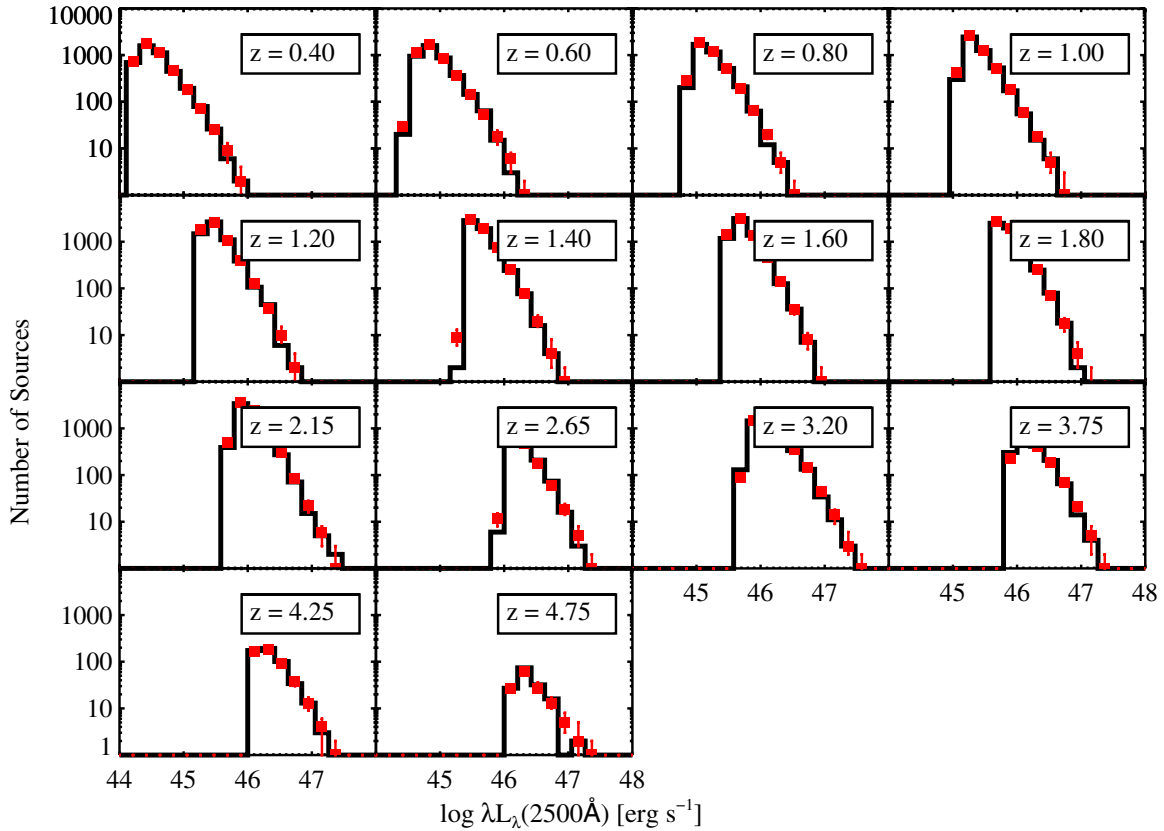 10000
1000
100
10
z = 0.40
z = 0.60
z = 0.80
z = 1.00
1000
100
10
z = 1.20
z = 1.40
z = 1.60
z = 1.80
Number of Sources
1000
100
10
z = 2.15
z = 2.65
z = 3.20
z = 3.75
45 46 47
45 46 47 48
1000
100
10
1
z = 4.25
z = 4.75
44 45 46 47
45 46 47 48
log λLλ(2500Å) [erg s⁻¹]